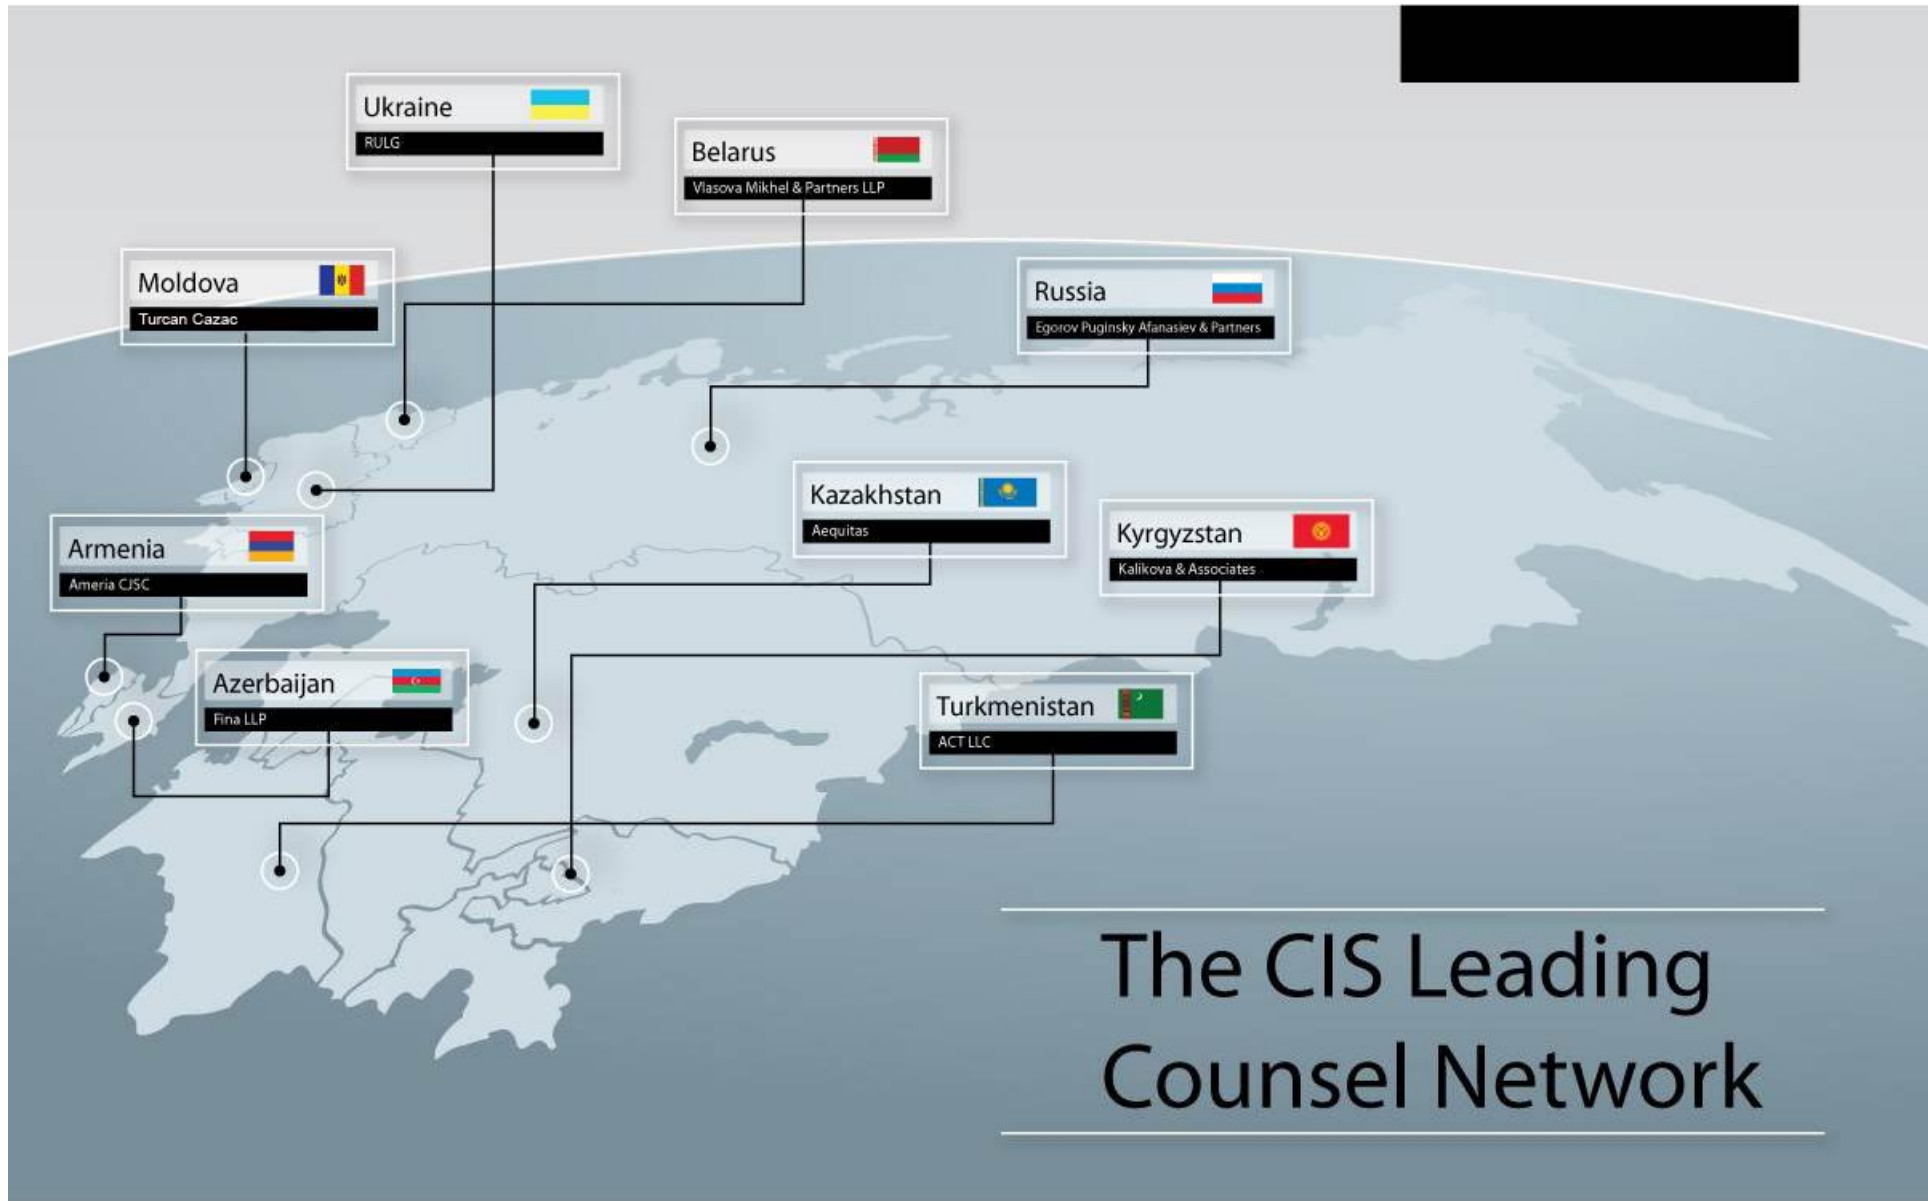 Ukraine
RULG
Belarus
Vlasova Mikhel & Partners LLP
Moldova
Turcan Cazac
Russia
Egorov Puginsky Afanasiev & Partners
Kazakhstan
Aequitas
Kyrgyzstan
Kalikova & Associates
Armenia
Ameria CJSC
Azerbaijan
Fina LLP
Turkmenistan
ACT LLC
The CIS Leading
Counsel Network